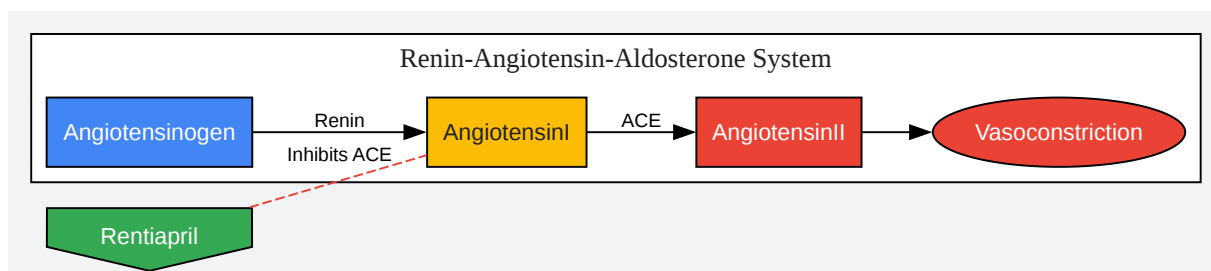 Renin-Angiotensin-Aldosterone System
Angiotensinogen
Renin
AngiotensinI
ACE
AngiotensinII
Vasoconstriction
Inhibits ACE
Rentiapril